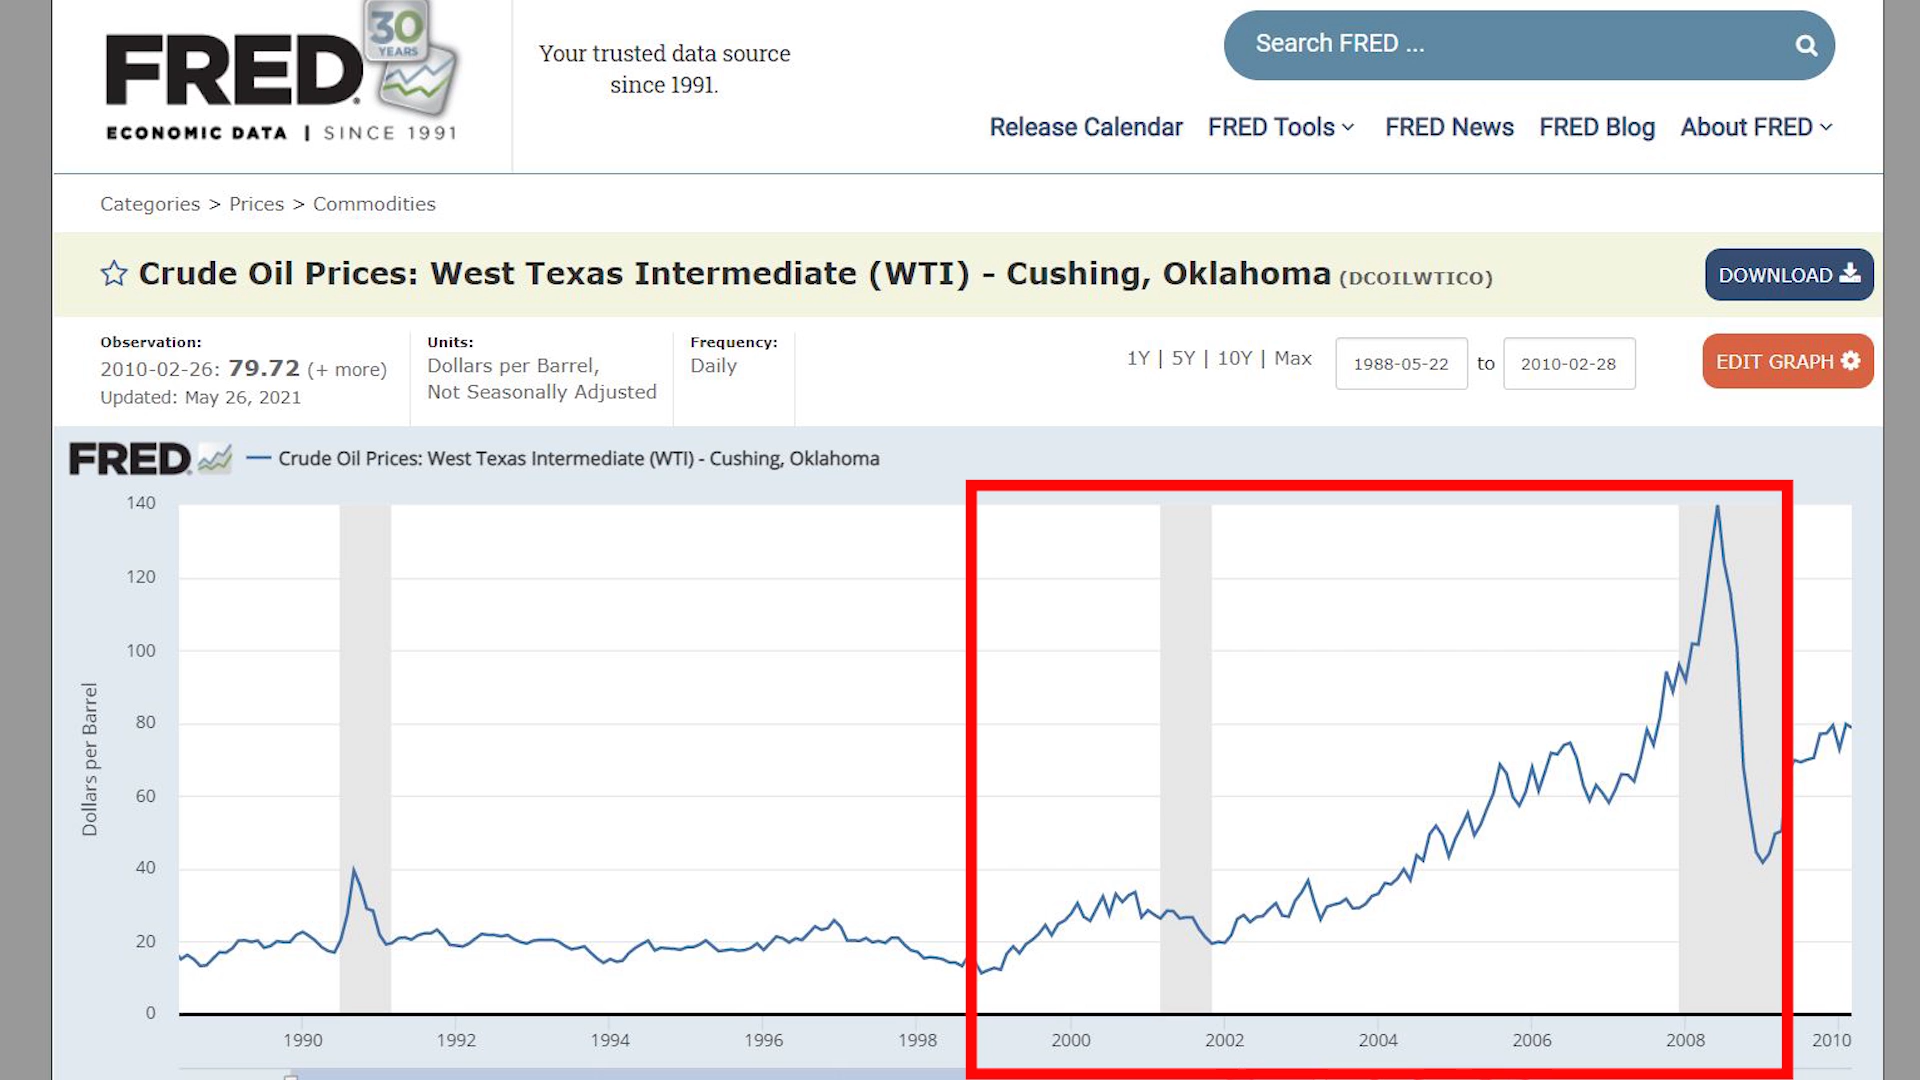 FRED
30
YEARS
ECONOMIC DATA | SINCE 1991
Your trusted data source
since 1991.
Search FRED ...
Release Calendar FRED Tools FRED News FRED Blog About FRED
Categories > Prices > Commodities
Crude Oil Prices: West Texas Intermediate (WTI) - Cushing, Oklahoma (DCOILWTICO)
DOWNLOAD
Observation:
2010-02-26: 79.72 (+ more)
Updated: May 26, 2021
Units:
Dollars per Barrel,
Not Seasonally Adjusted
Frequency:
Daily
1Y | 5Y | 10Y | Max 1988-05-22 to 2010-02-28
EDIT GRAPH
FRED
Crude Oil Prices: West Texas Intermediate (WTI) - Cushing, Oklahoma
Dollars per Barrel
140
120
100
80
60
40
20
0
1990 1992 1994 1996 1998 2000 2002 2004 2006 2008 2010